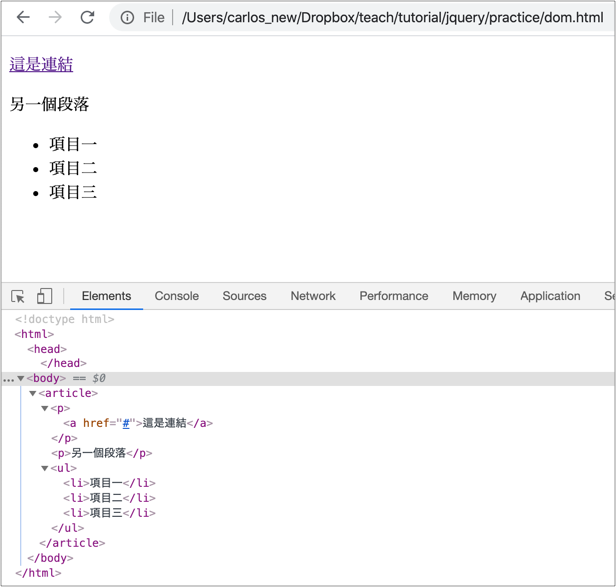 File /Users/carlos_new/Dropbox/teach/tutorial/jquery/practice/dom.html
這是連結
另一個段落
項目一
項目二
項目三
Elements Console Sources Network Performance Memory Application Se
<!doctype html>
<html>
<head>
</head>
<body> == $0
<article>
<p>
<a href="#">這是連結</a>
</p>
<p>另一個段落</p>
<ul>
<li>項目一</li>
<li>項目二</li>
<li>項目三</li>
</ul>
</article>
</body>
</html>